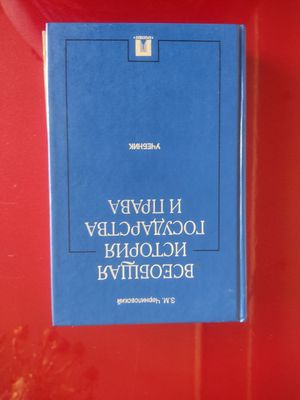 З.М. Черниловский
ВСЕОБЩАЯ
ИСТОРИЯ
ГОСУДАРСТВА
И ПРАВА
УЧЕБНИК